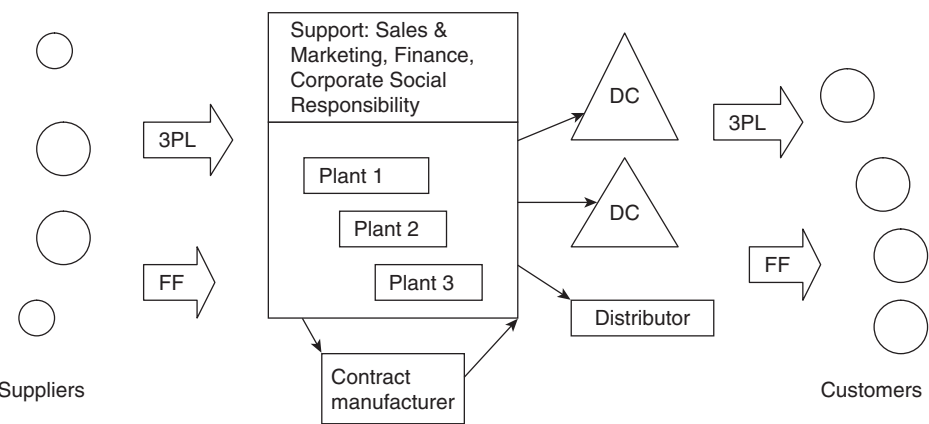 Support: Sales &
Marketing, Finance,
Corporate Social
Responsibility
DC
3PL
3PL
Plant 1
DC
Plant 2
FF
FF
Plant 3
Distributor
Contract
manufacturer
Suppliers
Customers